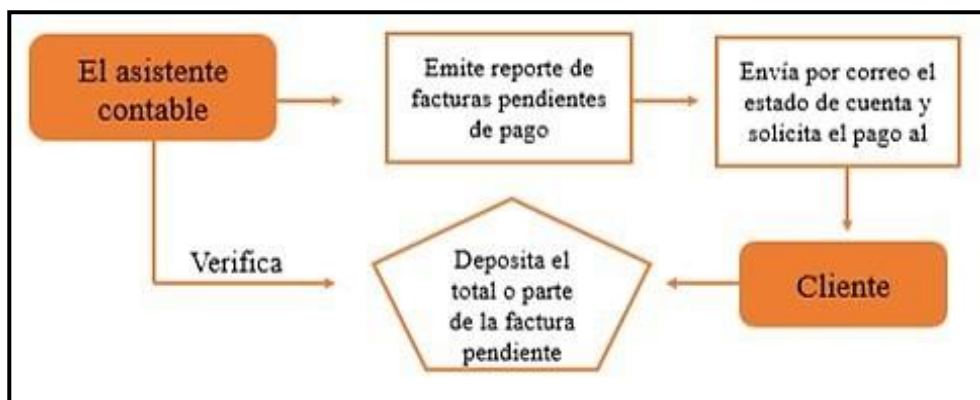 El asistente
contable
Emite reporte de
facturas pendientes
de pago
Envía por correo el
estado de cuenta y
solicita el pago al
Cliente
Deposita el
total o parte
de la factura
pendiente
Verifica